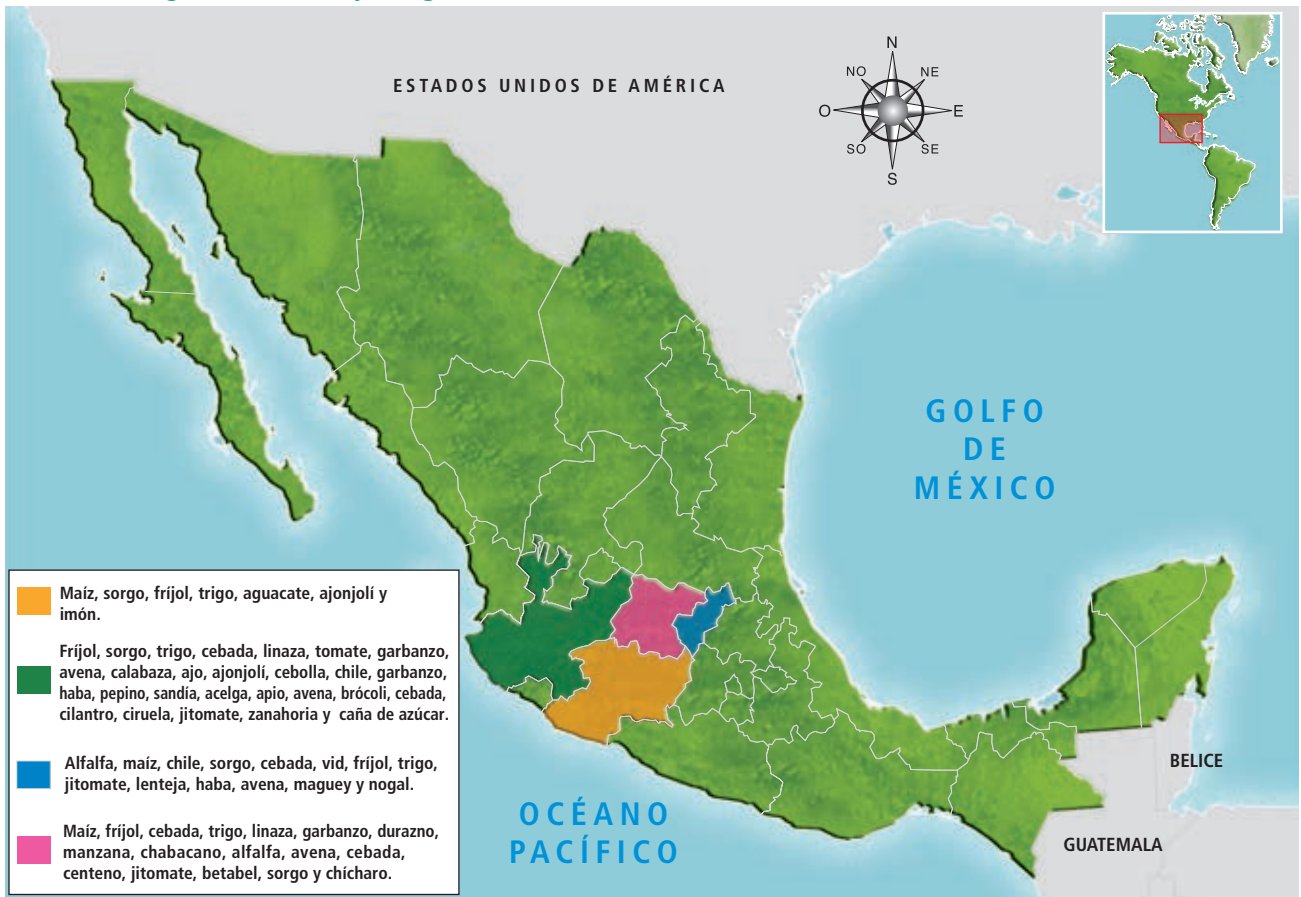 ESTADOS UNIDOS DE AMÉRICA
N
NO
NE
O
E
SO
SE
S
GOLFO
DE
MÉXICO
Maíz, sorgo, fríjol, trigo, aguacate, ajonjolí y
imón.
Fríjol, sorgo, trigo, cebada, linaza, tomate, garbanzo,
avena, calabaza, ajo, ajonjolí, cebolla, chile, garbanzo,
haba, pepino, sandía, acelga, apio, avena, brócoli, cebada,
cilantro, ciruela, jitomate, zanahoria y caña de azúcar.
Alfalfa, maíz, chile, sorgo, cebada, vid, fríjol, trigo,
jitomate, lenteja, haba, avena, maguey y nogal.
Maíz, fríjol, cebada, trigo, linaza, garbanzo, durazno,
manzana, chabacano, alfalfa, avena, cebada,
centeno, jitomate, betabel, sorgo y chícharo.
OCÉANO
PACÍFICO
BELICE
GUATEMALA